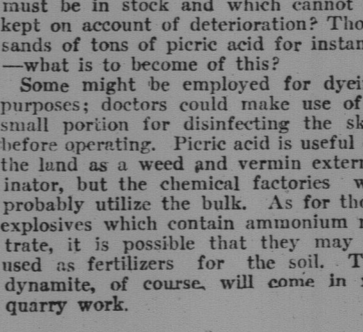 must be in stock and which cannot
kept on account of deterioration? Tho
sands of tons of picric acid for instan
—what is to become of this?
Some might be employed for dyei
purposes; doctors could make use of
small portion for disinfecting the sk
before operating. Picric acid is useful
the land as a weed and vermin exter
inator, but the chemical factories w
probably utilize the bulk. As for the
explosives which contain ammonium n
trate, it is possible that they may
used as fertilizers for the soil. T
dynamite, of course, will come in
quarry work.